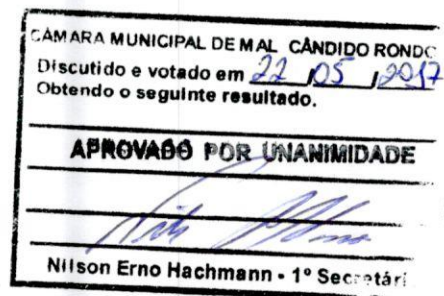 CÂMARA MUNICIPAL DE MAL CÂNDIDO RONDO
Discutido e votado em 22 / 05 / 2017
Obtendo o seguinte resultado.
APROVADO POR UNANIMIDADE
Nilson Erno Hachmann - 1º Secretári